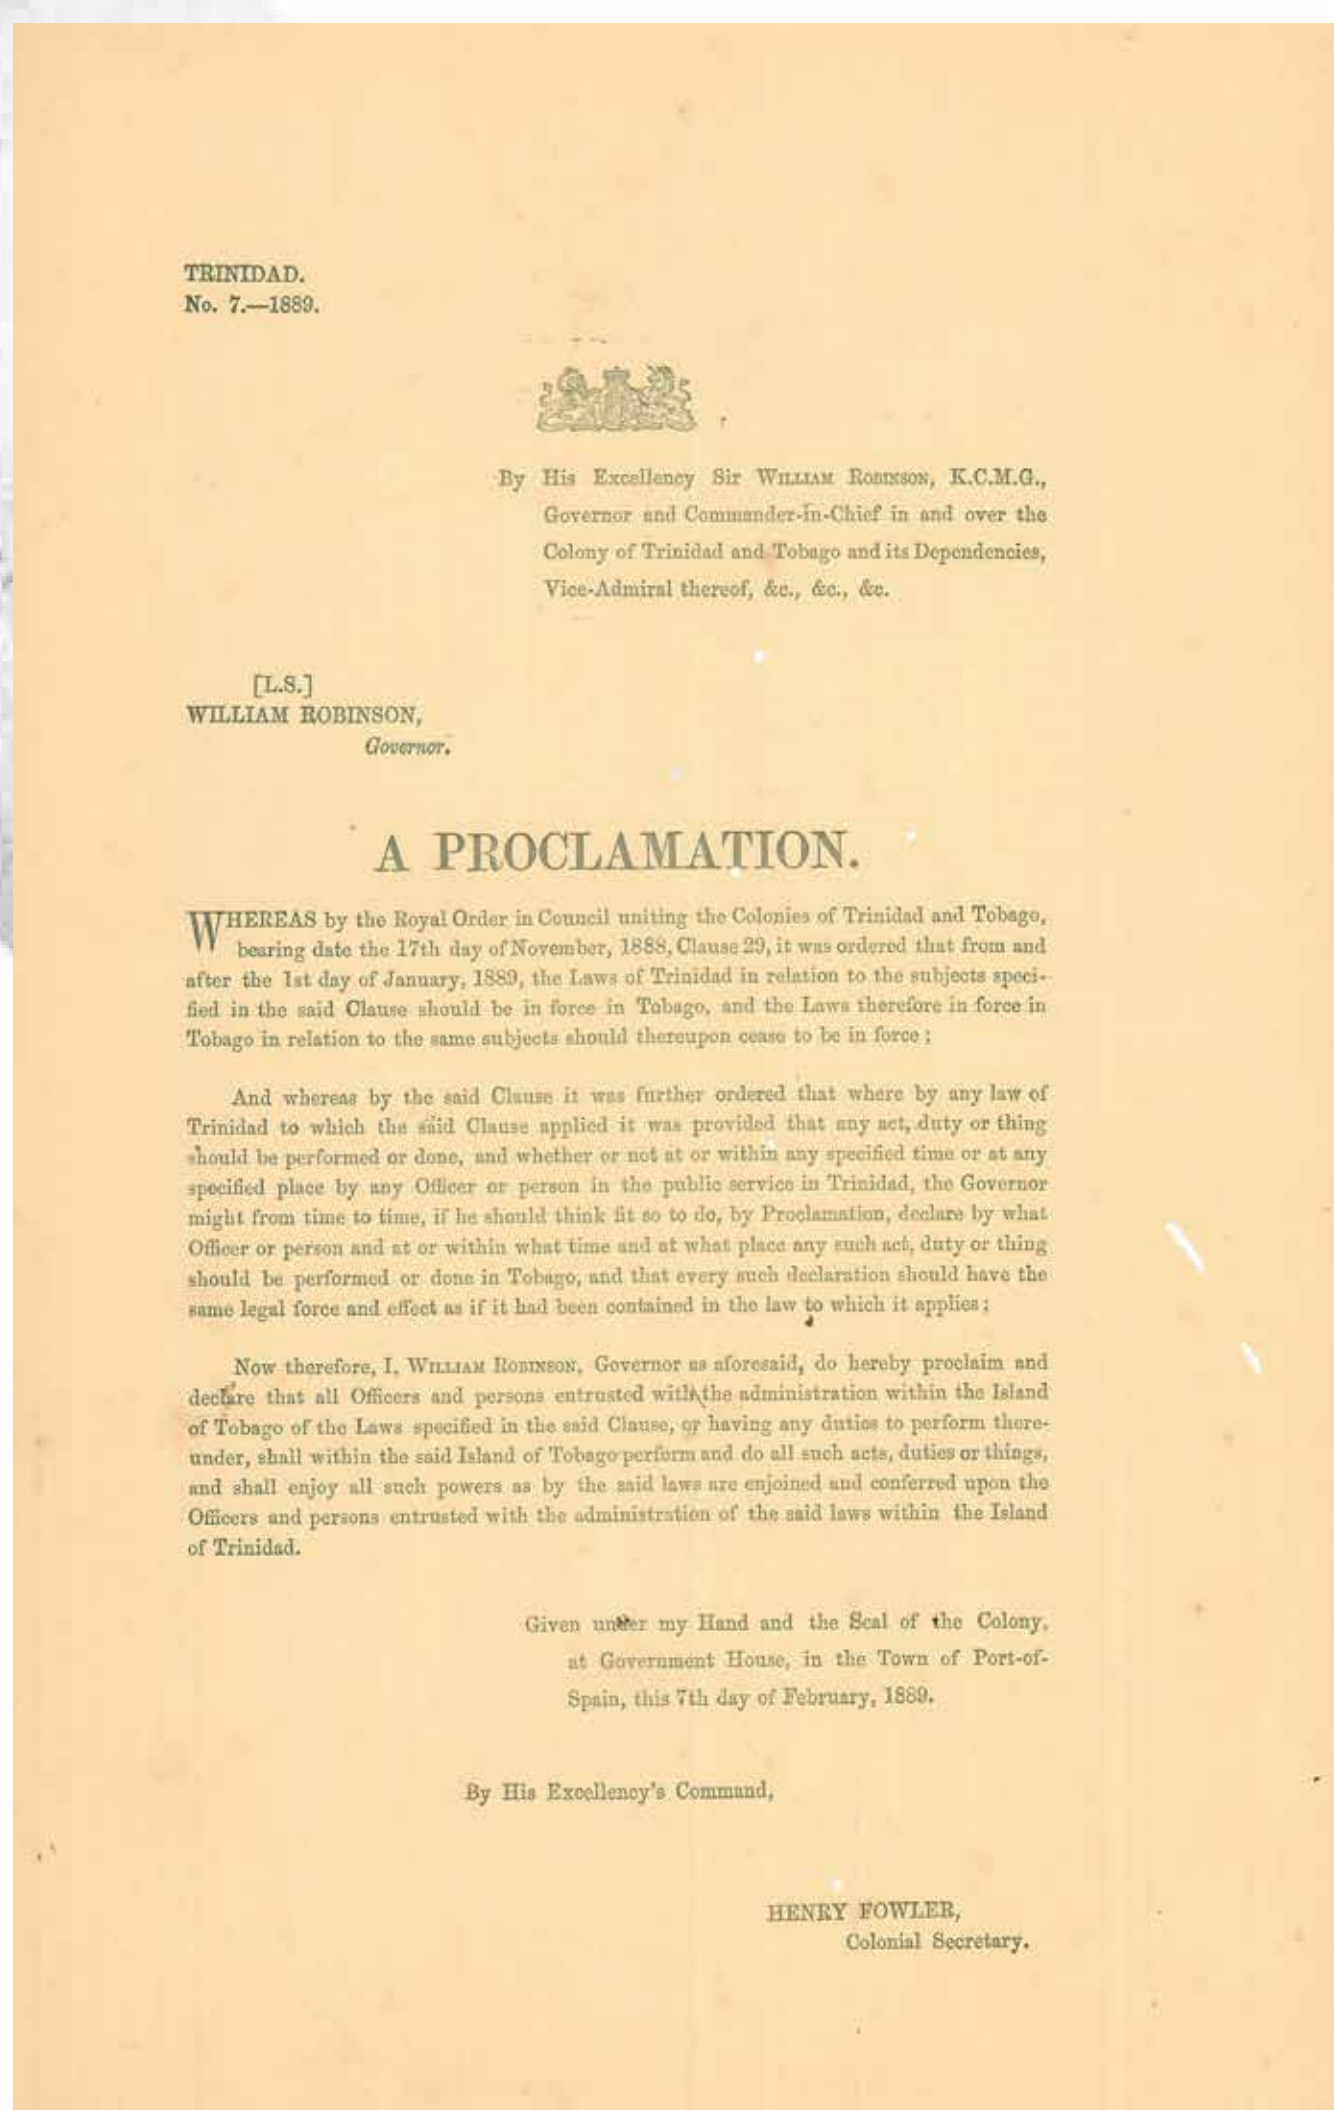 TRINIDAD.
No. 7.—1889.
By His Excellency Sir WILLIAM ROBINSON, K.C.M.G.,
Governor and Commander-in-Chief in and over the
Colony of Trinidad and Tobago and its Dependencies,
Vice-Admiral thereof, &c., &c., &c.
[L.S.]
WILLIAM ROBINSON,
Governor.
A PROCLAMATION.
WHEREAS by the Royal Order in Council uniting the Colonies of Trinidad and Tobago,
bearing date the 17th day of November, 1888, Clause 29, it was ordered that from and
after the 1st day of January, 1889, the Laws of Trinidad in relation to the subjects speci-
fied in the said Clause should be in force in Tobago, and the Laws therefore in force in
Tobago in relation to the same subjects should thereupon cease to be in force;
And whereas by the said Clause it was further ordered that where by any law of
Trinidad to which the said Clause applied it was provided that any act, duty or thing
should be performed or done, and whether or not at or within any specified time or at any
specified place by any Officer or person in the public service in Trinidad, the Governor
might from time to time, if he should think fit so to do, by Proclamation, declare by what
Officer or person and at or within what time and at what place any such act, duty or thing
should be performed or done in Tobago, and that every such declaration should have the
same legal force and effect as if it had been contained in the law to which it applies;
Now therefore, I, WILLIAM ROBINSON, Governor as aforesaid, do hereby proclaim and
declare that all Officers and persons entrusted with the administration within the Island
of Tobago of the Laws specified in the said Clause, or having any duties to perform there-
under, shall within the said Island of Tobago perform and do all such acts, duties or things,
and shall enjoy all such powers as by the said laws are enjoined and conferred upon the
Officers and persons entrusted with the administration of the said laws within the Island
of Trinidad.
Given under my Hand and the Seal of the Colony,
at Government House, in the Town of Port-of-
Spain, this 7th day of February, 1889.
By His Excellency's Command,
HENRY FOWLER,
Colonial Secretary.